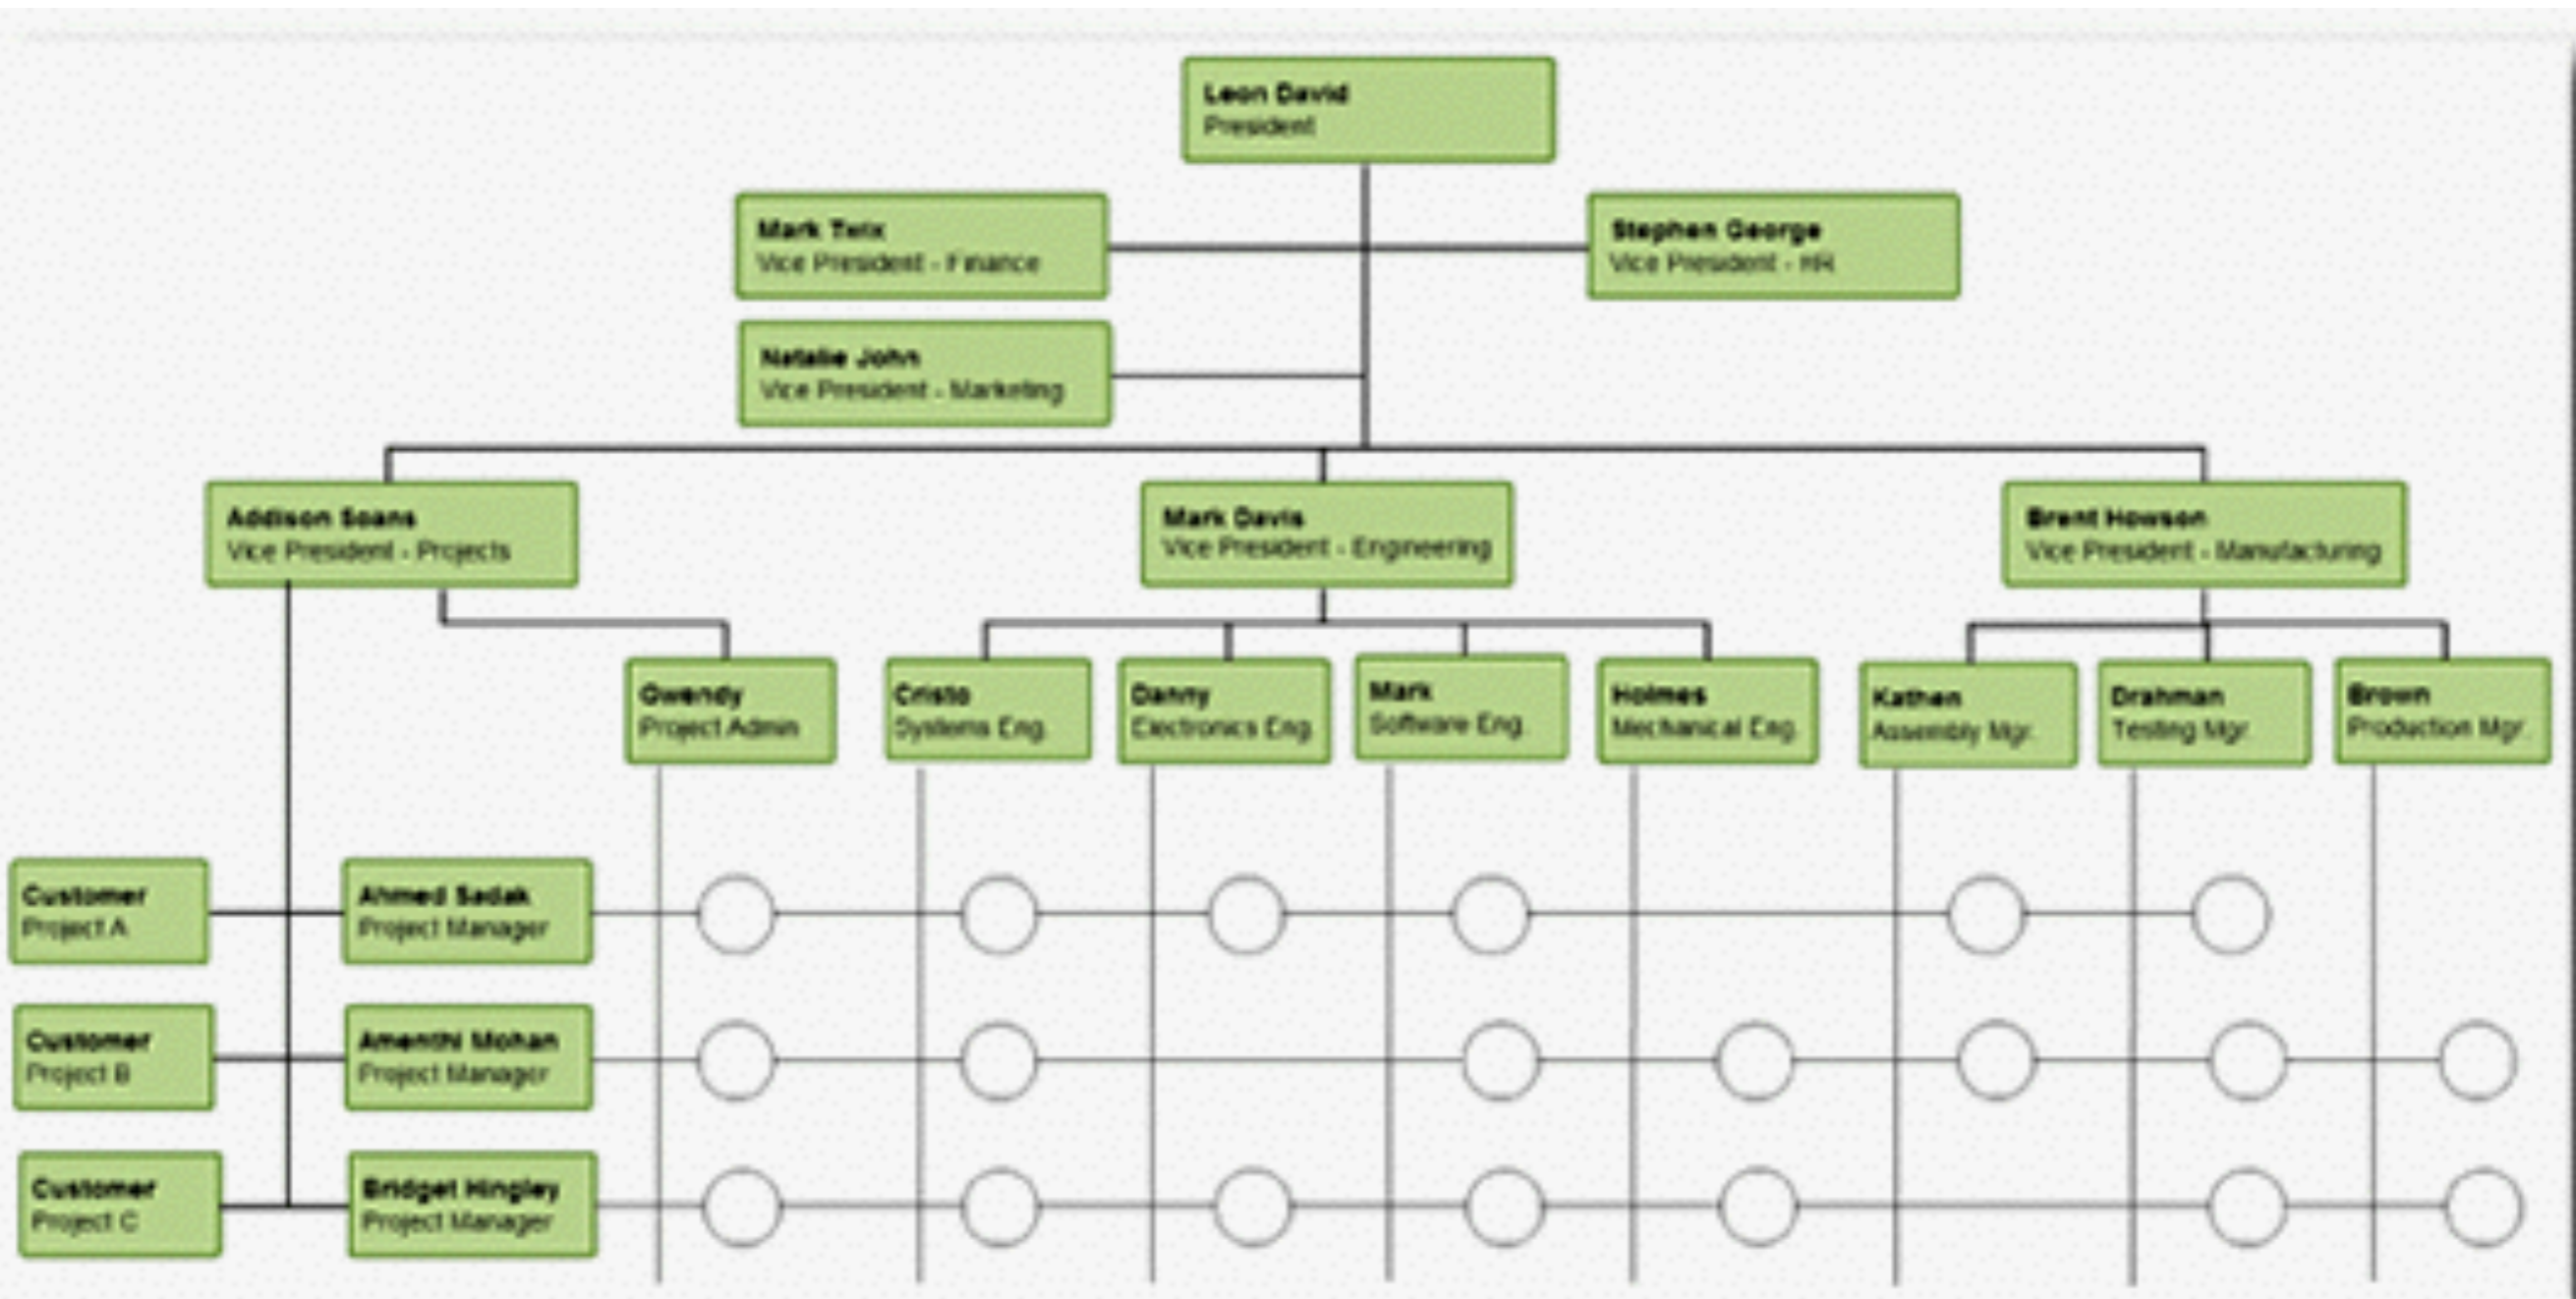 Leon David
President
Mark Twix
Vice President - Finance
Stephen George
Vice President - HR
Natalie John
Vice President - Marketing
Addison Soans
Vice President - Projects
Mark Davis
Vice President - Engineering
Brent Howson
Vice President - Manufacturing
Gwendy
Project Admin
Cristo
Systems Eng.
Danny
Electronics Eng.
Mark
Software Eng.
Holmes
Mechanical Eng.
Kathen
Assembly Mgr.
Drahman
Testing Mgr.
Brown
Production Mgr.
Customer
Project A
Ahmed Sadak
Project Manager
Customer
Project B
Amenthi Mohan
Project Manager
Customer
Project C
Bridget Hingley
Project Manager